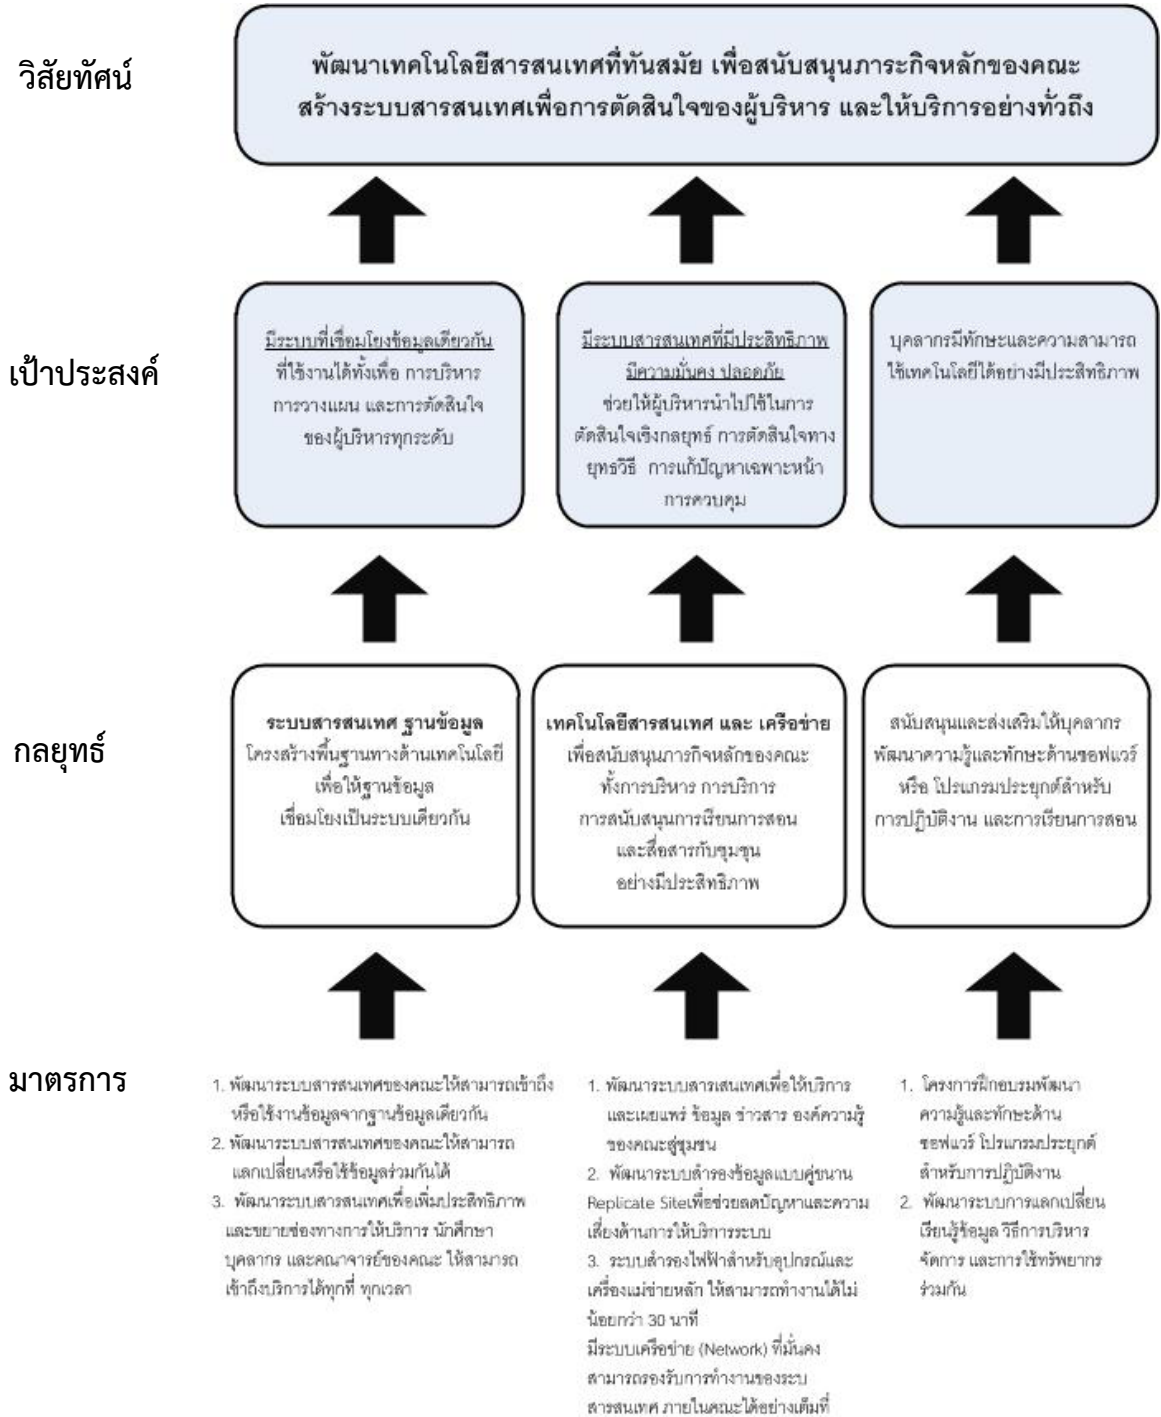 วิสัยทัศน์
พัฒนาเทคโนโลยีสารสนเทศที่ทันสมัย เพื่อสนับสนุนภาระกิจหลักของคณะ
สร้างระบบสารสนเทศเพื่อการตัดสินใจของผู้บริหาร และให้บริการอย่างทั่วถึง
เป้าประสงค์
มีระบบที่เชื่อมโยงข้อมูลเดียวกัน
ที่ใช้งานได้ทั้งเพื่อ การบริหาร
การวางแผน และการตัดสินใจ
ของผู้บริหารทุกระดับ
มีระบบสารสนเทศที่มีประสิทธิภาพ
มีความมั่นคง ปลอดภัย
ช่วยให้ผู้บริหารนำไปใช้ในการ
ตัดสินใจเชิงกลยุทธ์ การตัดสินใจทาง
ยุทธวิธี การแก้ปัญหาเฉพาะหน้า
การควบคุม
บุคลากรมีทักษะและความสามารถ
ใช้เทคโนโลยีได้อย่างมีประสิทธิภาพ
กลยุทธ์
ระบบสารสนเทศ ฐานข้อมูล
โครงสร้างพื้นฐานทางด้านเทคโนโลยี
เพื่อให้ฐานข้อมูล
เชื่อมโยงเป็นระบบเดียวกัน
เทคโนโลยีสารสนเทศ และ เครือข่าย
เพื่อสนับสนุนภารกิจหลักของคณะ
ทั้งการบริหาร การบริการ
การสนับสนุนการเรียนการสอน
และสื่อสารกับชุมชน
อย่างมีประสิทธิภาพ
สนับสนุนและส่งเสริมให้บุคลากร
พัฒนาความรู้และทักษะด้านซอฟแวร์
หรือ โปรแกรมประยุกต์สำหรับ
การปฏิบัติงาน และการเรียนการสอน
มาตรการ
1. พัฒนาระบบสารสนเทศของคณะให้สามารถเข้าถึง
หรือใช้งานข้อมูลจากฐานข้อมูลเดียวกัน
2. พัฒนาระบบสารสนเทศของคณะให้สามารถ
แลกเปลี่ยนหรือใช้ข้อมูลร่วมกันได้
3. พัฒนาระบบสารสนเทศเพื่อเพิ่มประสิทธิภาพ
และขยายช่องทางการให้บริการ นักศึกษา
บุคลากร และคณาจารย์ของคณะ ให้สามารถ
เข้าถึงบริการได้ทุกที่ ทุกเวลา
1. พัฒนาระบบสารเสนเทศเพื่อให้บริการ
และเผยแพร่ ข้อมูล ข่าวสาร องค์ความรู้
ของคณะสู่ชุมชน
2. พัฒนาระบบสำรองข้อมูลแบบคู่ขนาน
Replicate Siteเพื่อช่วยลดปัญหาและความ
เสี่ยงด้านการให้บริการระบบ
3. ระบบสำรองไฟฟ้าสำหรับอุปกรณ์และ
เครื่องแม่ข่ายหลัก ให้สามารถทำงานได้ไม่
น้อยกว่า 30 นาที
มีระบบเครือข่าย (Network) ที่มั่นคง
สามารถรองรับการทำงานของระบ
สารสนเทศ ภายในคณะได้อย่างเต็มที่
1. โครงการฝึกอบรมพัฒนา
ความรู้และทักษะด้าน
ซอฟแวร์ โปรแกรมประยุกต์
สำหรับการปฏิบัติงาน
2. พัฒนาระบบการแลกเปลี่ยน
เรียนรู้ข้อมูล วิธีการบริหาร
จัดการ และการใช้ทรัพยากร
ร่วมกัน